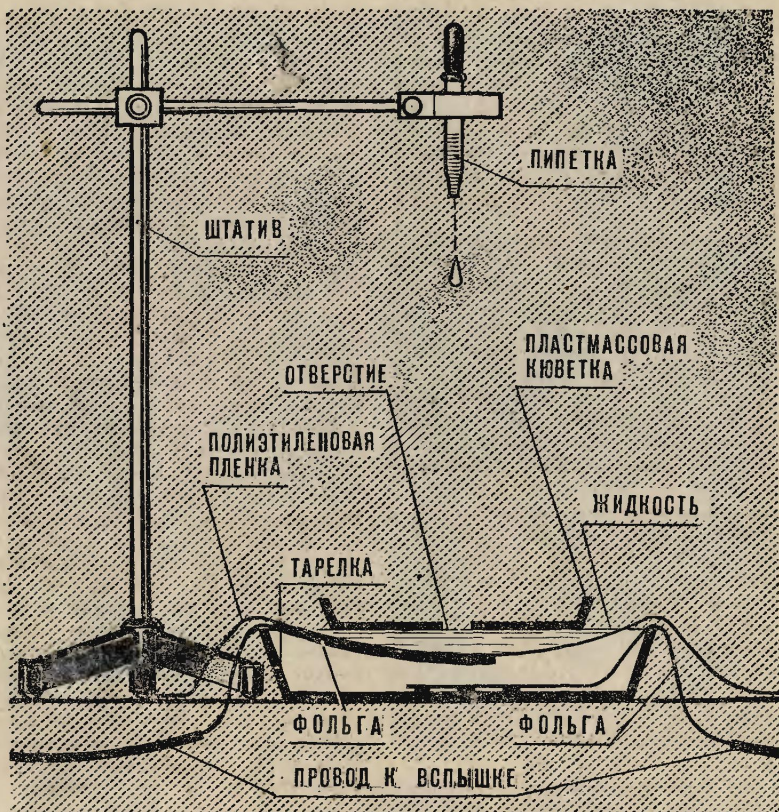 ПИПЕТКА
ШТАТИВ
ПЛАСТМАССОВАЯ
КЮВЕТКА
ОТВЕРСТИЕ
ПОЛИЭТИЛЕНОВАЯ
ПЛЕНКА
ЖИДКОСТЬ
ТАРЕЛКА
ФОЛЬГА
ФОЛЬГА
ПРОВОД К ВСПЫШКЕ